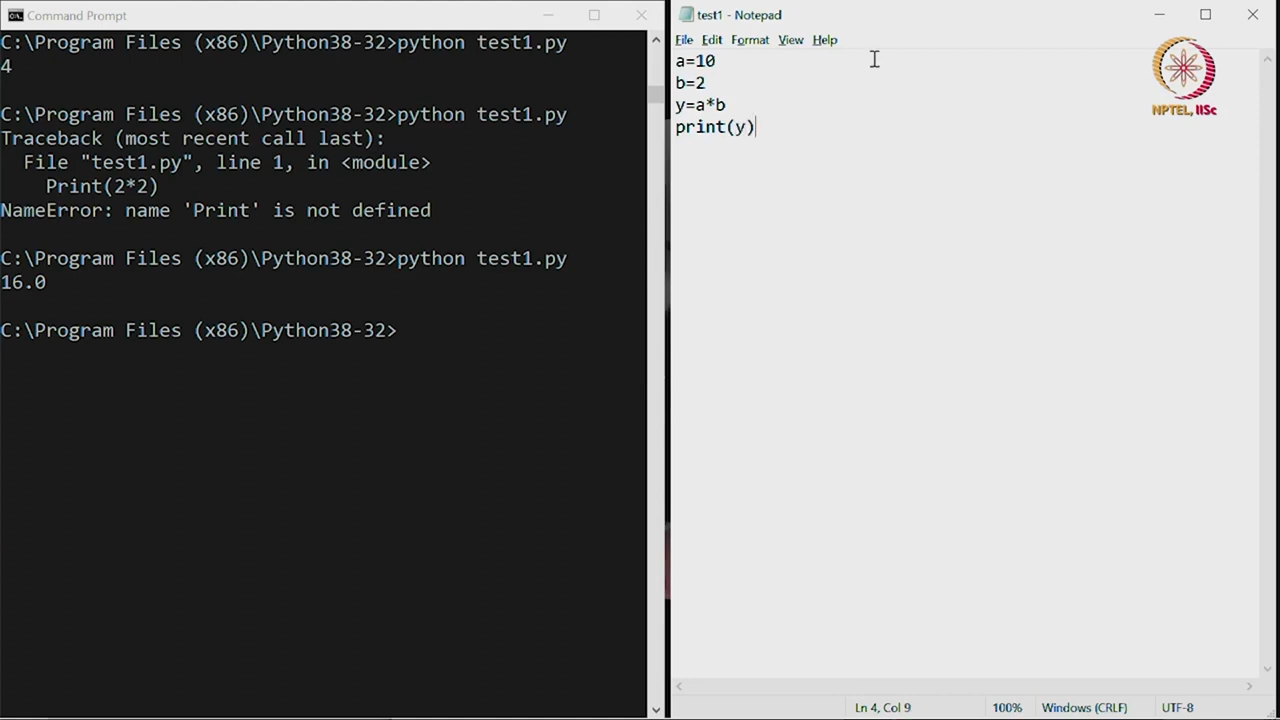 Command Prompt
C:\Program Files (x86)\Python38-32>python test1.py
4
C:\Program Files (x86)\Python38-32>python test1.py
Traceback (most recent call last):
File "test1.py", line 1, in <module>
Print(2*2)
NameError: name 'Print' is not defined
C:\Program Files (x86)\Python38-32>python test1.py
16.0
C:\Program Files (x86)\Python38-32>
test1 - Notepad
File Edit Format View Help
a=10
b=2
y=a*b
print(y)
NPTEL, IISc
Ln 4, Col 9 100% Windows (CRLF) UTF-8